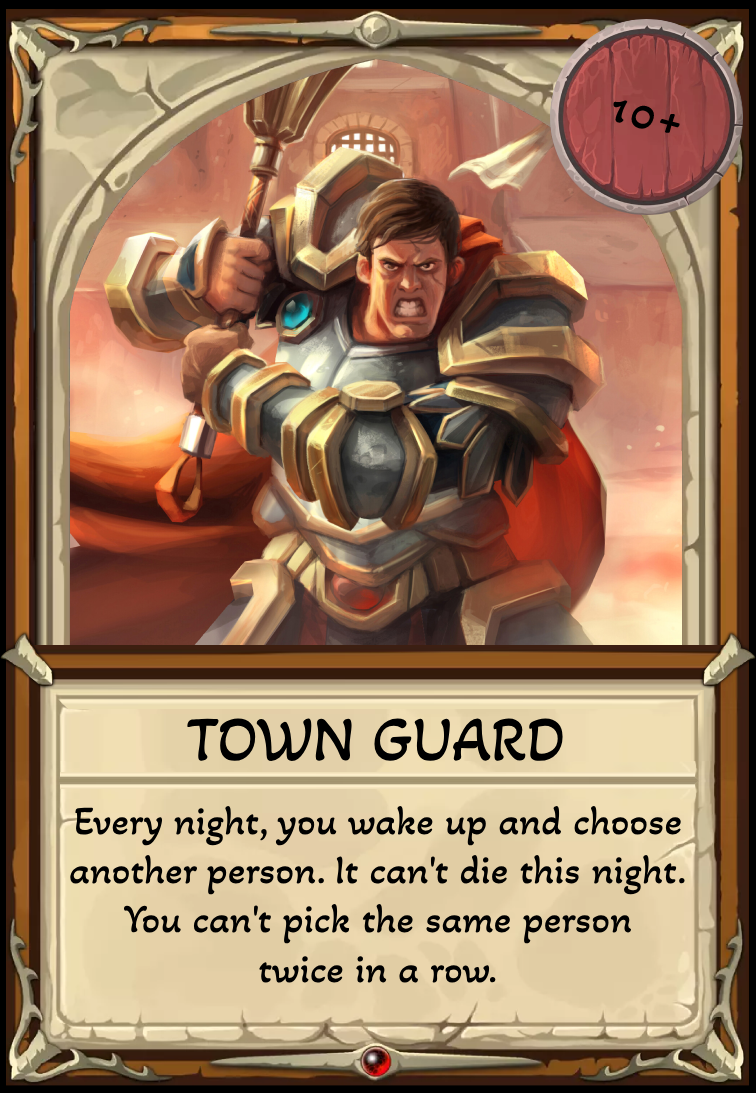 10+
TOWN GUARD
Every night, you wake up and choose
another person. It can't die this night.
You can't pick the same person
twice in a row.